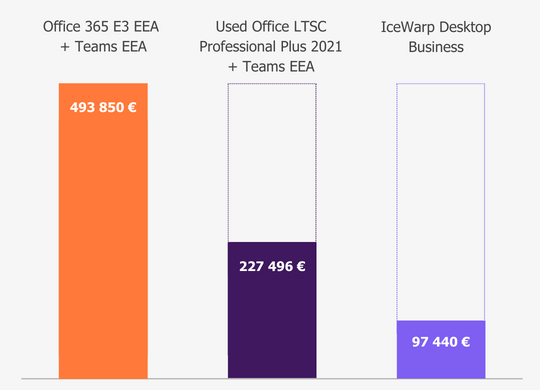 Office 365 E3 EEA
+ Teams EEA
Used Office LTSC
Professional Plus 2021
+ Teams EEA
IceWarp Desktop
Business
493 850 €
227 496 €
97 440 €